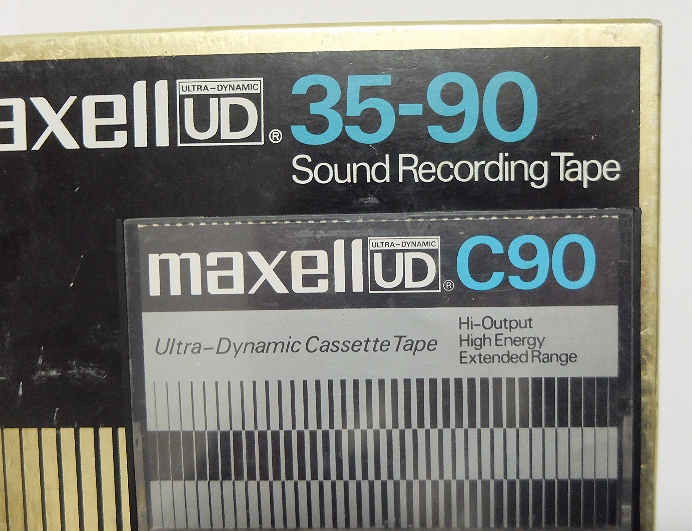 axell ULTRA-DYNAMIC UD ® 35-90
Sound Recording Tape
maxell ULTRA-DYNAMIC UD ® C90
Ultra-Dynamic Cassette Tape
Hi-Output
High Energy
Extended Range